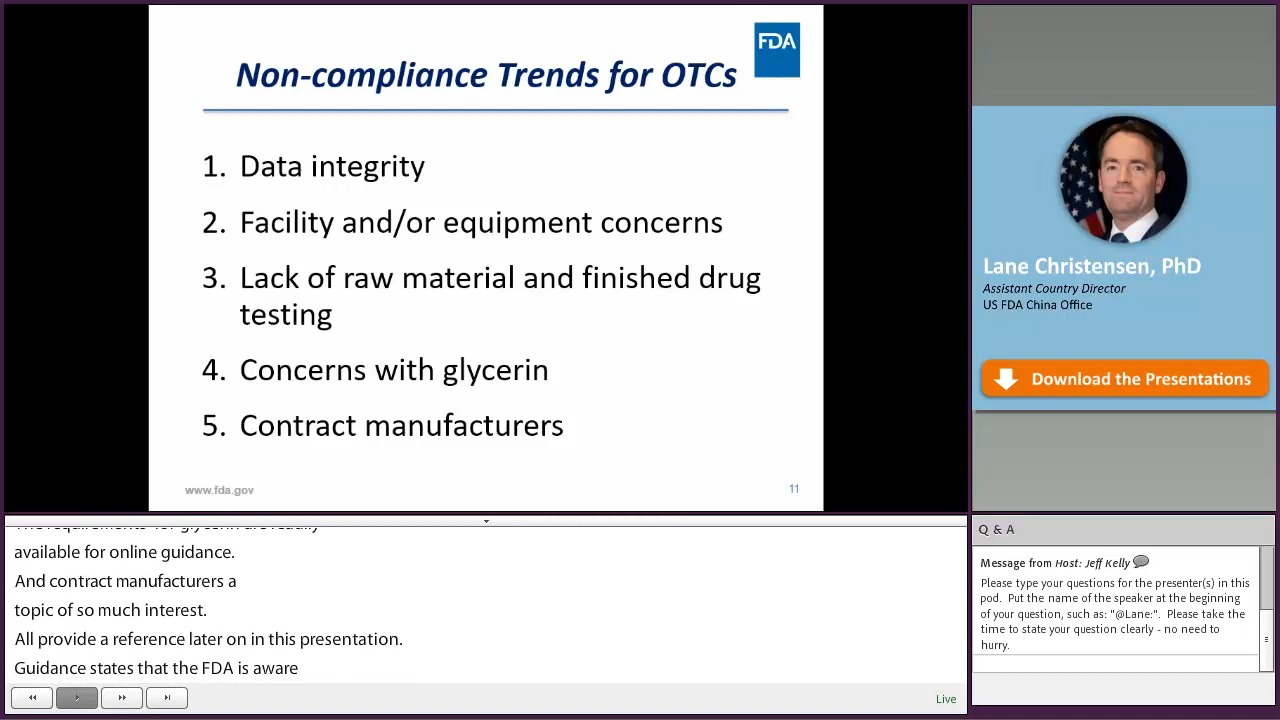 FDA
Non-compliance Trends for OTCs
1. Data integrity
2. Facility and/or equipment concerns
3. Lack of raw material and finished drug
testing
4. Concerns with glycerin
5. Contract manufacturers
www.fda.gov
11
Lane Christensen, PhD
Assistant Country Director
US FDA China Office
Download the Presentations
available for online guidance.
And contract manufacturers a
topic of so much interest.
All provide a reference later on in this presentation.
Guidance states that the FDA is aware
Live
Q & A
Message from Host: Jeff Kelly
Please type your questions for the presenter(s) in this
pod. Put the name of the speaker at the beginning
of your question, such as: "@Lane:". Please take the
time to state your question clearly - no need to
hurry.